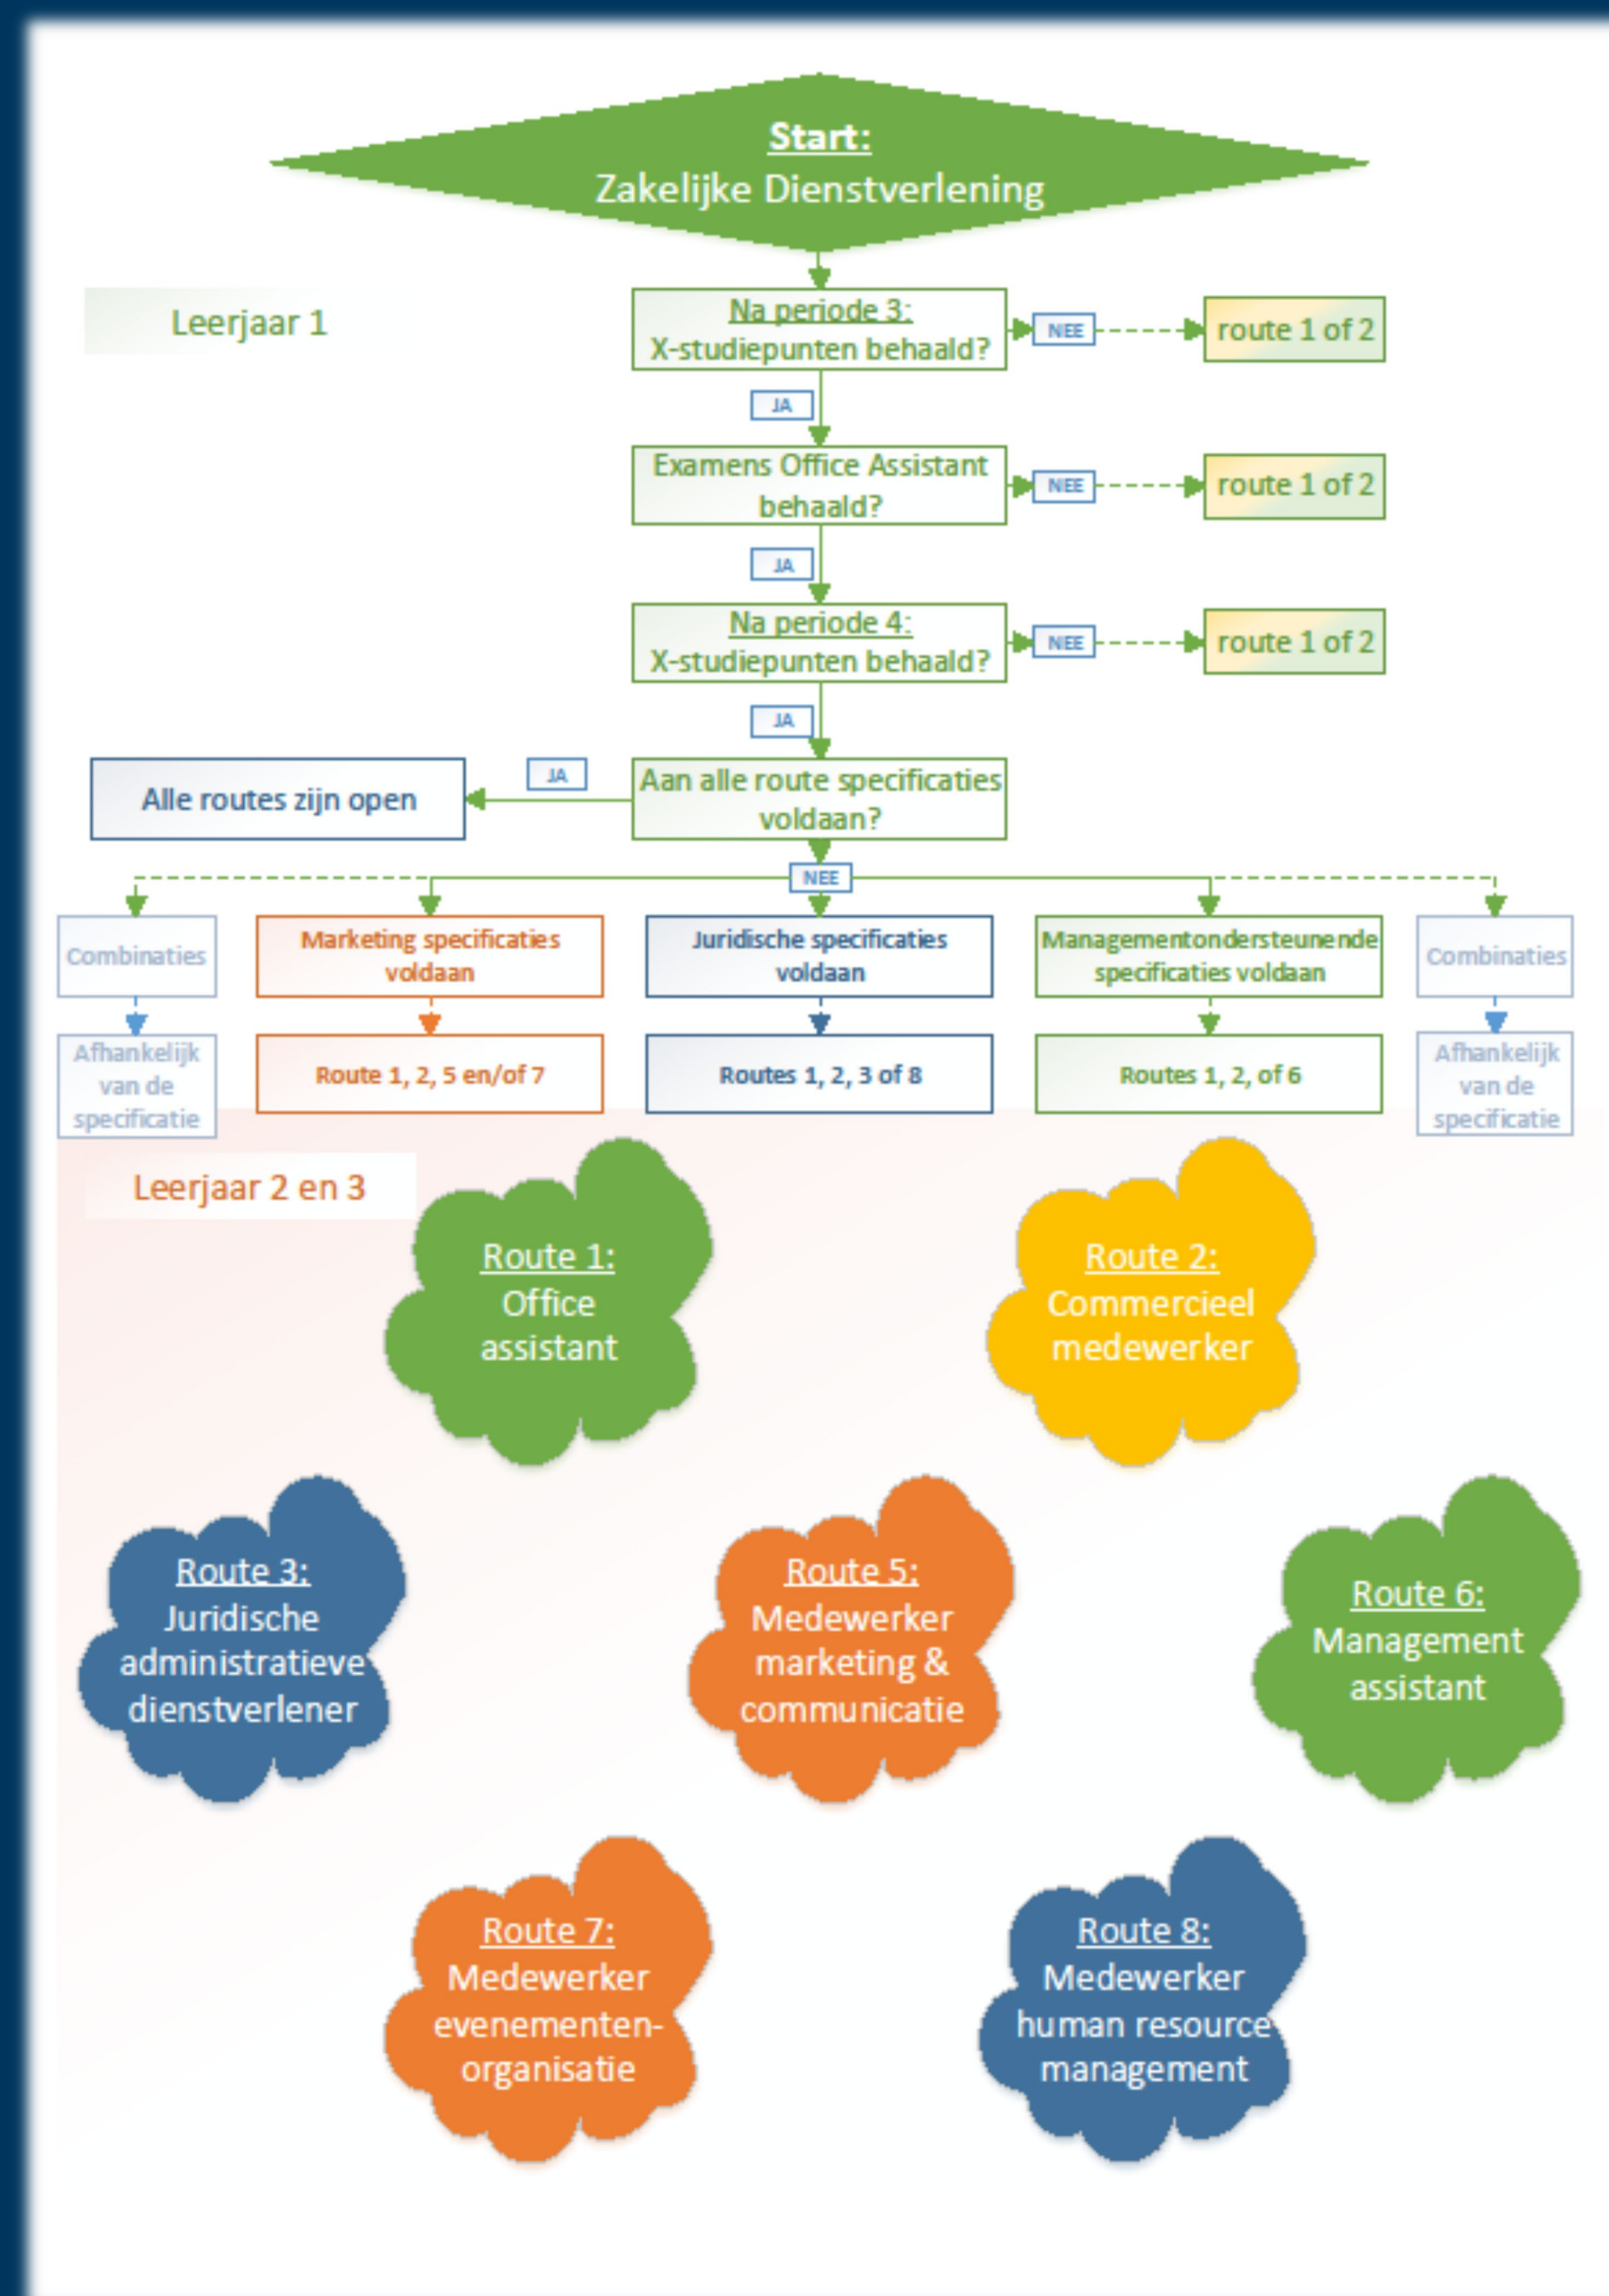 Start:
Zakelijke Dienstverlening
Leerjaar 1
Na periode 3:
X-studiepunten behaald?
NEE
route 1 of 2
JA
Examens Office Assistant
behaald?
NEE
route 1 of 2
JA
Na periode 4:
X-studiepunten behaald?
NEE
route 1 of 2
JA
Alle routes zijn open
JA
Aan alle route specificaties
voldaan?
NEE
Combinaties
Marketing specificaties
voldaan
Juridische specificaties
voldaan
Managementondersteunende
specificaties voldaan
Combinaties
Afhankelijk
van de
specificatie
Route 1, 2, 5 en/of 7
Routes 1, 2, 3 of 8
Routes 1, 2, of 6
Afhankelijk
van de
specificatie
Leerjaar 2 en 3
Route 1:
Office
assistant
Route 2:
Commercieel
medewerker
Route 3:
Juridische
administratieve
dienstverlener
Route 5:
Medewerker
marketing &
communicatie
Route 6:
Management
assistant
Route 7:
Medewerker
evenementen-
organisatie
Route 8:
Medewerker
human resource
management